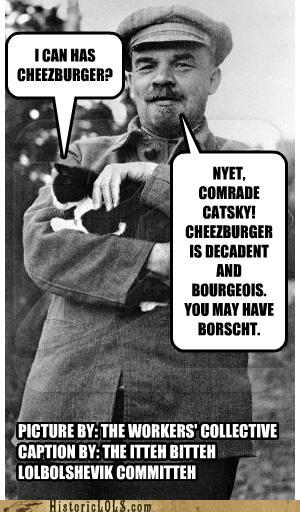 I CAN HAS
CHEEZBURGER?
NYET,
COMRADE
CATSKY!
CHEEZBURGER
IS DECADENT
AND
BOURGEOIS.
YOU MAY HAVE
BORSCHT.
PICTURE BY: THE WORKERS' COLLECTIVE
CAPTION BY: THE ITTEH BITTEH
LOLBOLSHEVIK COMMITTEH
HistoricLOLS.com